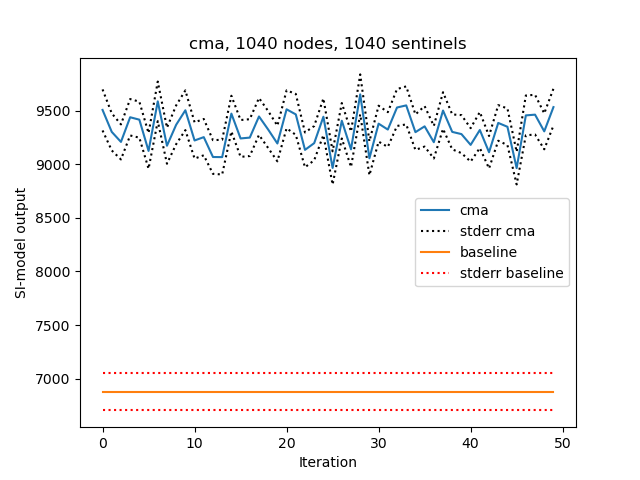 cma, 1040 nodes, 1040 sentinels
SI-model output
9500
9000
8500
8000
7500
7000
cma
stderr cma
baseline
stderr baseline
0 10 20 30 40 50
Iteration